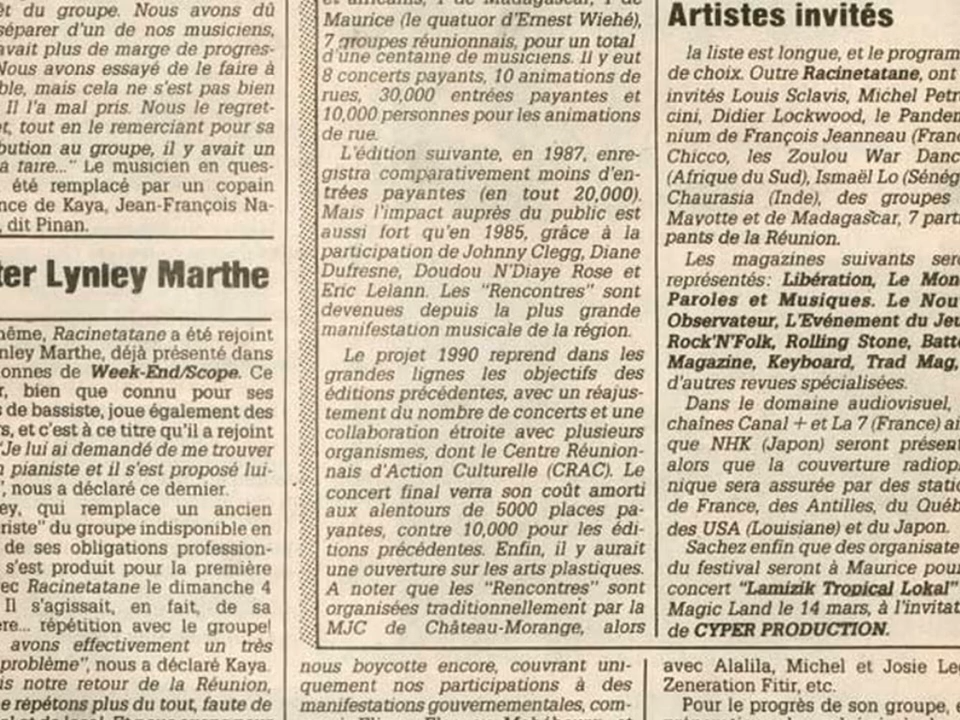 êt du groupe. Nous avons dû
séparer d'un de nos musiciens,
avait plus de marge de progres-
Nous avons essayé de le faire à
ble, mais cela ne s'est pas bien
Il l'a mal pris. Nous le regret-
t, tout en le remerciant pour sa
bution au groupe, il y avait un
a faire..." Le musicien en ques-
été remplacé par un copain
nce de Kaya, Jean-François Na-
, dit Pinan.
ter Lynley Marthe
nême, Racinetatane a été rejoint
nley Marthe, déjà présenté dans
onnes de Week-End/Scope. Ce
r, bien que connu pour ses
s de bassiste, joue également des
s, et c'est à ce titre qu'il a rejoint
"Je lui ai demandé de me trouver
n pianiste et il s'est proposé lui-
", nous a déclaré ce dernier.
ey, qui remplace un ancien
riste" du groupe indisponible en
de ses obligations profession-
s'est produit pour la première
ec Racinetatane le dimanche 4
Il s'agissait, en fait, de sa
ere... répétition avec le groupe!
avons effectivement un très
problème", nous a déclaré Kaya.
is notre retour de la Réunion,
e répétons plus du tout, faute de
et africains, 1 de Madagascar, 1 de
Maurice (le quatuor d'Ernest Wiehé),
7 groupes réunionnais, pour un total
d'une centaine de musiciens. Il y eut
8 concerts payants, 10 animations de
rues, 30,000 entrées payantes et
10,000 personnes pour les animations
de rue.
L'édition suivante, en 1987, enre-
gistra comparativement moins d'en-
trées payantes (en tout 20,000).
Mais l'impact auprès du public est
aussi fort qu'en 1985, grâce à la
participation de Johnny Clegg, Diane
Dufresne, Doudou N'Diaye Rose et
Eric Lelann. Les "Rencontres" sont
devenues depuis la plus grande
manifestation musicale de la région.
Le projet 1990 reprend dans les
grandes lignes les objectifs des
éditions précédentes, avec un réajus-
tement du nombre de concerts et une
collaboration étroite avec plusieurs
organismes, dont le Centre Réunion-
nais d'Action Culturelle (CRAC). Le
concert final verra son coût amorti
aux alentours de 5000 places pa-
yantes, contre 10,000 pour les édi-
tions précédentes. Enfin, il y aurait
une ouverture sur les arts plastiques.
A noter que les "Rencontres" sont
organisées traditionnellement par la
MJC de Château-Morange, alors
Artistes invités
la liste est longue, et le program
de choix. Outre Racinetatane, ont
invités Louis Sclavis, Michel Petr
cini, Didier Lockwood, le Pandem
nium de François Jeanneau (Franc
Chicco, les Zoulou War Danc
(Afrique du Sud), Ismaël Lo (Sénég
Chaurasia (Inde), des groupes
Mayotte et de Madagascar, 7 parti
pants de la Réunion.
Les magazines suivants sero
représentés: Libération, Le Mon
Paroles et Musiques. Le Nou
Observateur, L'Evénement du Jeu
Rock'N'Folk, Rolling Stone, Batt
Magazine, Keyboard, Trad Mag,
d'autres revues spécialisées.
Dans le domaine audiovisuel,
chaînes Canal + et La 7 (France) ai
que NHK (Japon) seront présent
alors que la couverture radiop
nique sera assurée par des static
de France, des Antilles, du Québ
des USA (Louisiane) et du Japon.
Sachez enfin que des organisate
du festival seront à Maurice pour
concert "Lamizik Tropical Lokal"
Magic Land le 14 mars, à l'invitat
de CYPER PRODUCTION.
nous boycotte encore, couvrant uni-
quement nos participations à des
manifestations gouvernementales, com-
avec Alalila, Michel et Josie Le
Zeneration Fitir, etc.
Pour le progrès de son groupe, e